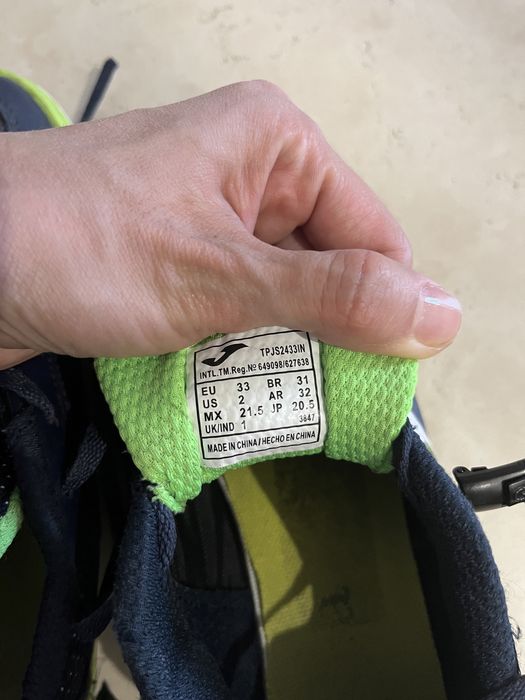 TPJS2433IN
INTL.TM.Reg.Nº 649098/627638
EU 33 BR 31
US 2 AR 32
MX 21.5 JP 20.5
UK/IND 1 3847
MADE IN CHINA / HECHO EN CHINA